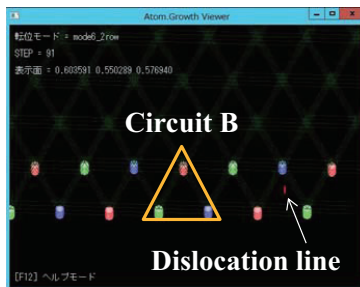 Atom.Growth Viewer
転位モード = mode6_2row
STEP = 91
表示面 = 0.603591 0.550289 0.576940
Circuit B
Dislocation line
[F12] ヘルプモード